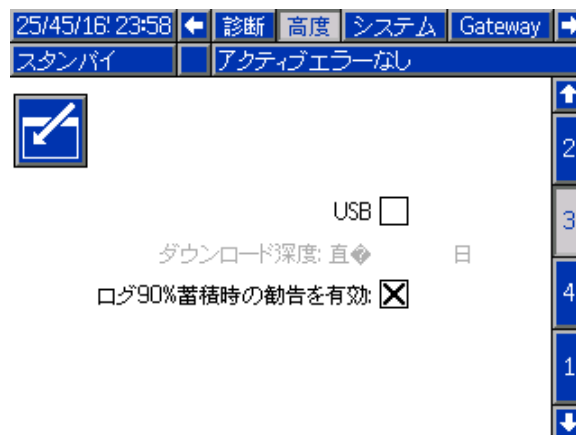 25/45/16 23:58 診断 高度 システム Gateway
スタンバイ アクティブエラーなし
2
USB
3
ダウンロード深度: 直� 日
ログ90%蓄積時の勧告を有効:
4
1